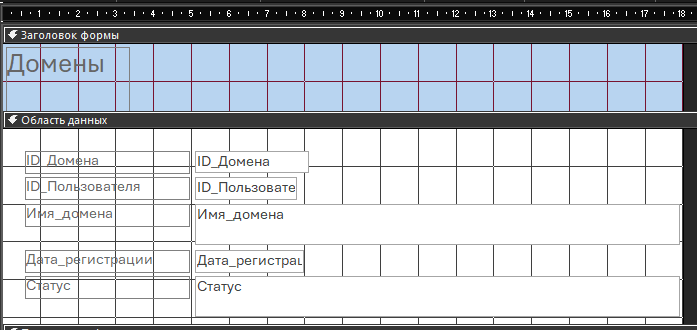 1 2 3 4 5 6 7 8 9 10 11 12 13 14 15 16 17 18
Заголовок формы
Домены
Область данных
ID_Домена ID_Домена
ID_Пользователя ID_Пользовате
Имя_домена Имя_домена
Дата_регистрации Дата_регистрац
Статус Статус